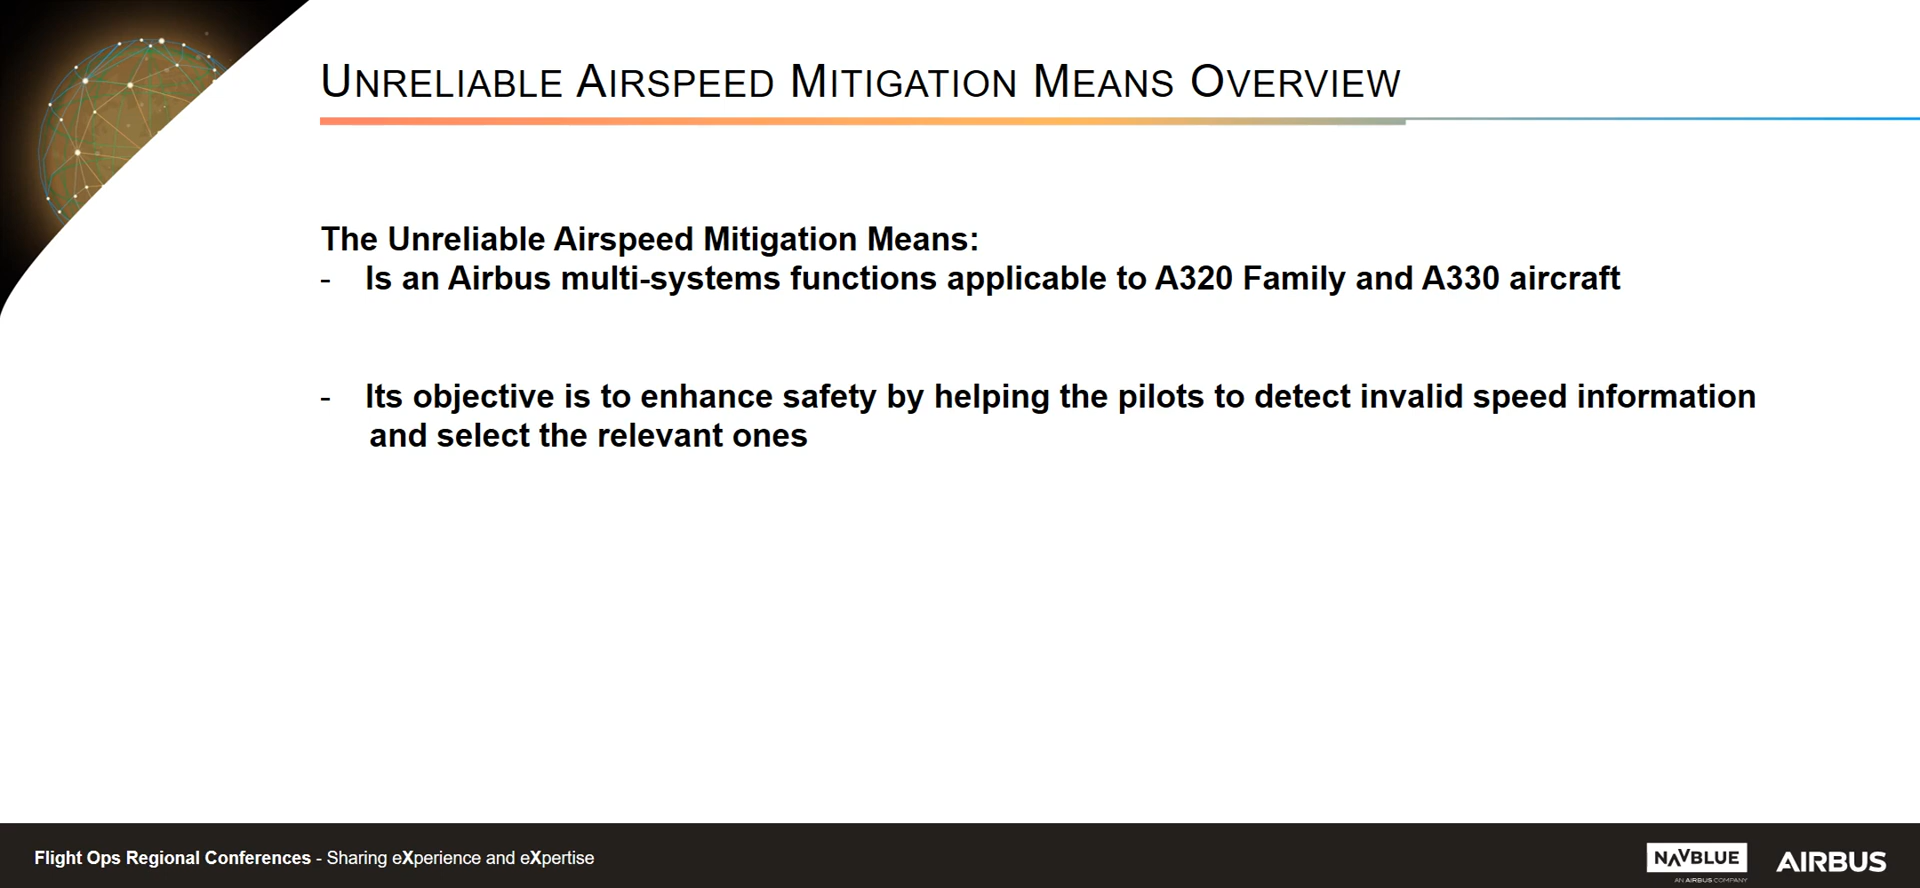 UNRELIABLE AIRSPEED MITIGATION MEANS OVERVIEW
The Unreliable Airspeed Mitigation Means:
- Is an Airbus multi-systems functions applicable to A320 Family and A330 aircraft
- Its objective is to enhance safety by helping the pilots to detect invalid speed information
and select the relevant ones
Flight Ops Regional Conferences - Sharing eXperience and eXpertise
NAVBLUE
AN AIRBUS COMPANY
AIRBUS